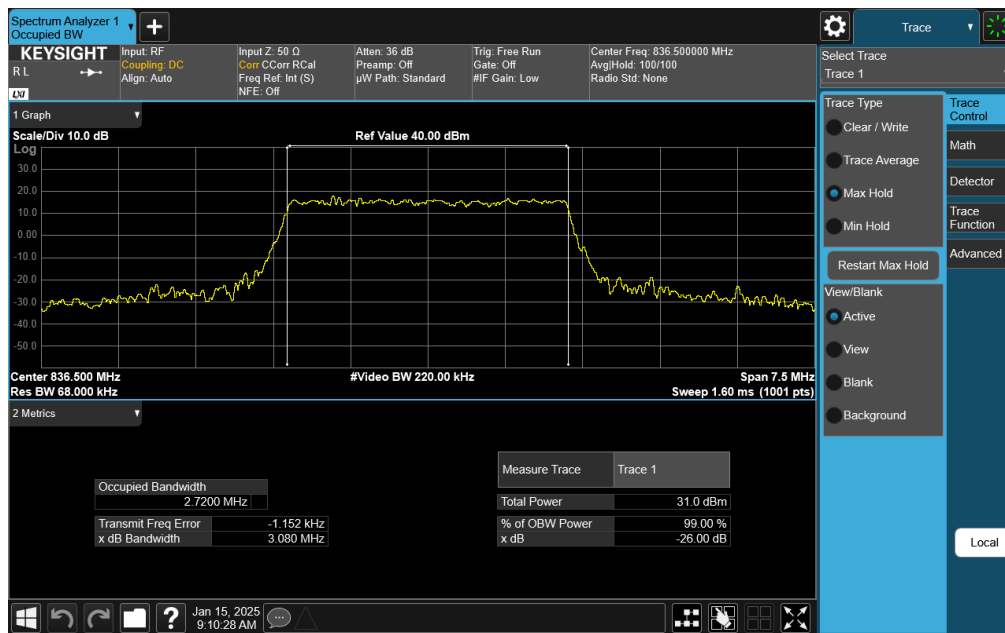 Spectrum Analyzer 1
Occupied BW
Trace
KEYSIGHT
R L
LXI
Input: RF
Coupling: DC
Align: Auto
Input Z: 50 Ω
Corr CCorr RCal
Freq Ref: Int (S)
NFE: Off
Atten: 36 dB
Preamp: Off
µW Path: Standard
Trig: Free Run
Gate: Off
#IF Gain: Low
Center Freq: 836.500000 MHz
Avg|Hold: 100/100
Radio Std: None
Select Trace
Trace 1
1 Graph
Scale/Div 10.0 dB
Ref Value 40.00 dBm
Log
30.0
20.0
10.0
0.00
-10.0
-20.0
-30.0
-40.0
-50.0
Center 836.500 MHz
#Video BW 220.00 kHz
Span 7.5 MHz
Res BW 68.000 kHz
Sweep 1.60 ms (1001 pts)
2 Metrics
Measure Trace
Trace 1
Occupied Bandwidth
2.7200 MHz
Total Power
31.0 dBm
Transmit Freq Error
-1.152 kHz
% of OBW Power
99.00 %
x dB Bandwidth
3.080 MHz
x dB
-26.00 dB
Trace Type
Clear / Write
Trace Average
Max Hold
Min Hold
Restart Max Hold
View/Blank
Active
View
Blank
Background
Trace
Control
Math
Detector
Trace
Function
Advanced
Local
?
Jan 15, 2025
9:10:28 AM